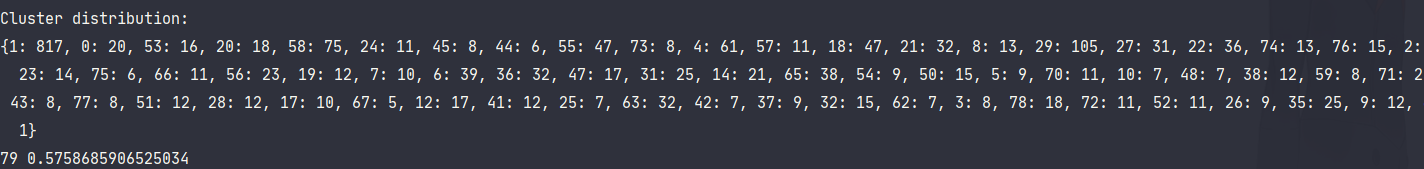 Cluster distribution:
{1: 817, 0: 20, 53: 16, 20: 18, 58: 75, 24: 11, 45: 8, 44: 6, 55: 47, 73: 8, 4: 61, 57: 11, 18: 47, 21: 32, 8: 13, 29: 105, 27: 31, 22: 36, 74: 13, 76: 15, 2:
23: 14, 75: 6, 66: 11, 56: 23, 19: 12, 7: 10, 6: 39, 36: 32, 47: 17, 31: 25, 14: 21, 65: 38, 54: 9, 50: 15, 5: 9, 70: 11, 10: 7, 48: 7, 38: 12, 59: 8, 71: 2
43: 8, 77: 8, 51: 12, 28: 12, 17: 10, 67: 5, 12: 17, 41: 12, 25: 7, 63: 32, 42: 7, 37: 9, 32: 15, 62: 7, 3: 8, 78: 18, 72: 11, 52: 11, 26: 9, 35: 25, 9: 12,
1}
79 0.5758685906525034